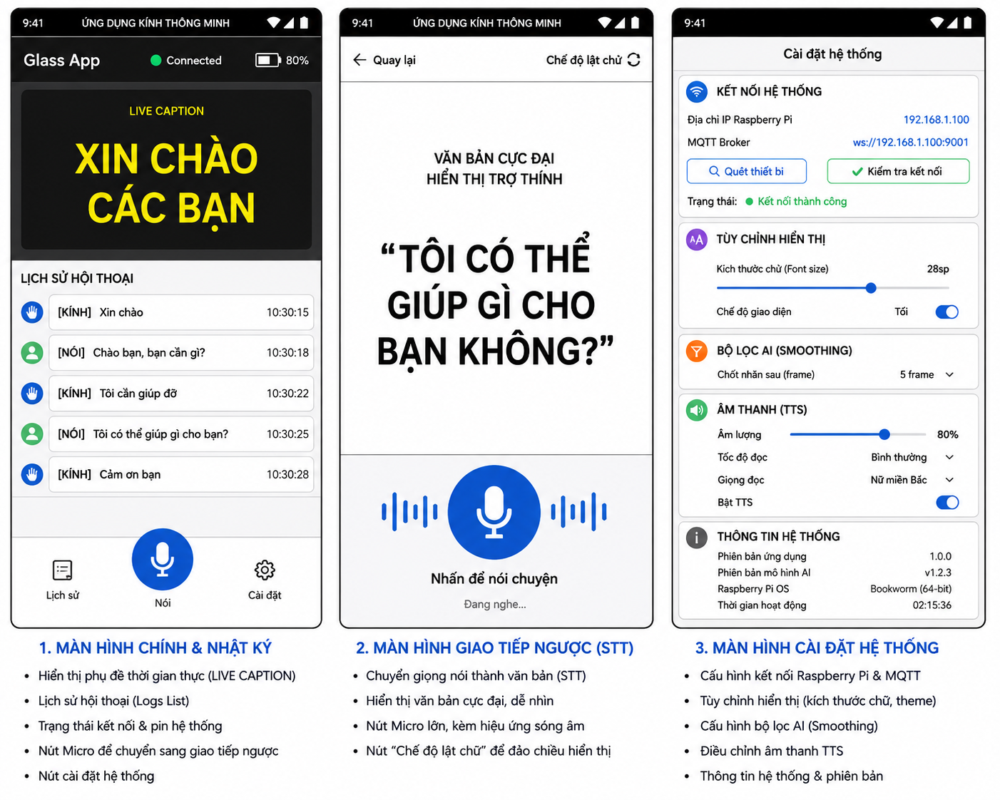 9:41 ỨNG DỤNG KÍNH THÔNG MINH
Glass App Connected 80%
LIVE CAPTION
XIN CHÀO
CÁC BẠN
LỊCH SỬ HỘI THOẠI
[KÍNH] Xin chào 10:30:15
[NÓI] Chào bạn, bạn cần gì? 10:30:18
[KÍNH] Tôi cần giúp đỡ 10:30:22
[NÓI] Tôi có thể giúp gì cho bạn? 10:30:25
[KÍNH] Cảm ơn bạn 10:30:28
Lịch sử
Nói
Cài đặt
1. MÀN HÌNH CHÍNH & NHẬT KÝ
• Hiển thị phụ đề thời gian thực (LIVE CAPTION)
• Lịch sử hội thoại (Logs List)
• Trạng thái kết nối & pin hệ thống
• Nút Micro để chuyển sang giao tiếp ngược
• Nút cài đặt hệ thống
9:41 ỨNG DỤNG KÍNH THÔNG MINH
← Quay lại Chế độ lật chử
VĂN BẢN CỰC ĐẠI
HIỂN THỊ TRỢ THÍNH
“TÔI CÓ THỂ
GIÚP GÌ CHO
BẠN KHÔNG?”
Nhấn để nói chuyện
Đang nghe...
2. MÀN HÌNH GIAO TIẾP NGƯỢC (STT)
• Chuyển giọng nói thành văn bản (STT)
• Hiển thị văn bản cực đại, dễ nhìn
• Nút Micro lớn, kèm hiệu ứng sóng âm
• Nút “Chế độ lật chữ” để đảo chiều hiển thị
9:41
Cài đặt hệ thống
KẾT NỐI HỆ THỐNG
Địa chỉ IP Raspberry Pi 192.168.1.100
MQTT Broker ws://192.168.1.100:9001
Quêt thiết bi Kiểm tra kết nối
Trạng thái: Kết nối thành công
TÙY CHỈNH HIỂN THỊ
Kích thước chử (Font size) 28sp
Chế độ giao diện Tối
BỘ LỌC AI (SMOOTHING)
Chốt nhãn sau (frame) 5 frame
ÂM THANH (TTS)
Âm lượng 80%
Tốc độ đọc Bình thường
Giọng đọc Nữ miền Bắc
Bật TTS
THÔNG TIN HỆ THỐNG
Phiên bản ứng dụng 1.0.0
Phiên bản mô hình AI v1.2.3
Raspberry Pi OS Bookworm (64-bit)
Thời gian hoạt động 02:15:36
3. MÀN HÌNH CÀI ĐẶT HỆ THỐNG
• Cấu hình kết nối Raspberry Pi & MQTT
• Tùy chỉnh hiển thị (kích thước chữ, theme)
• Cấu hình bộ lọc AI (Smoothing)
• Điều chỉnh âm thanh TTS
• Thông tin hệ thống & phiên bản